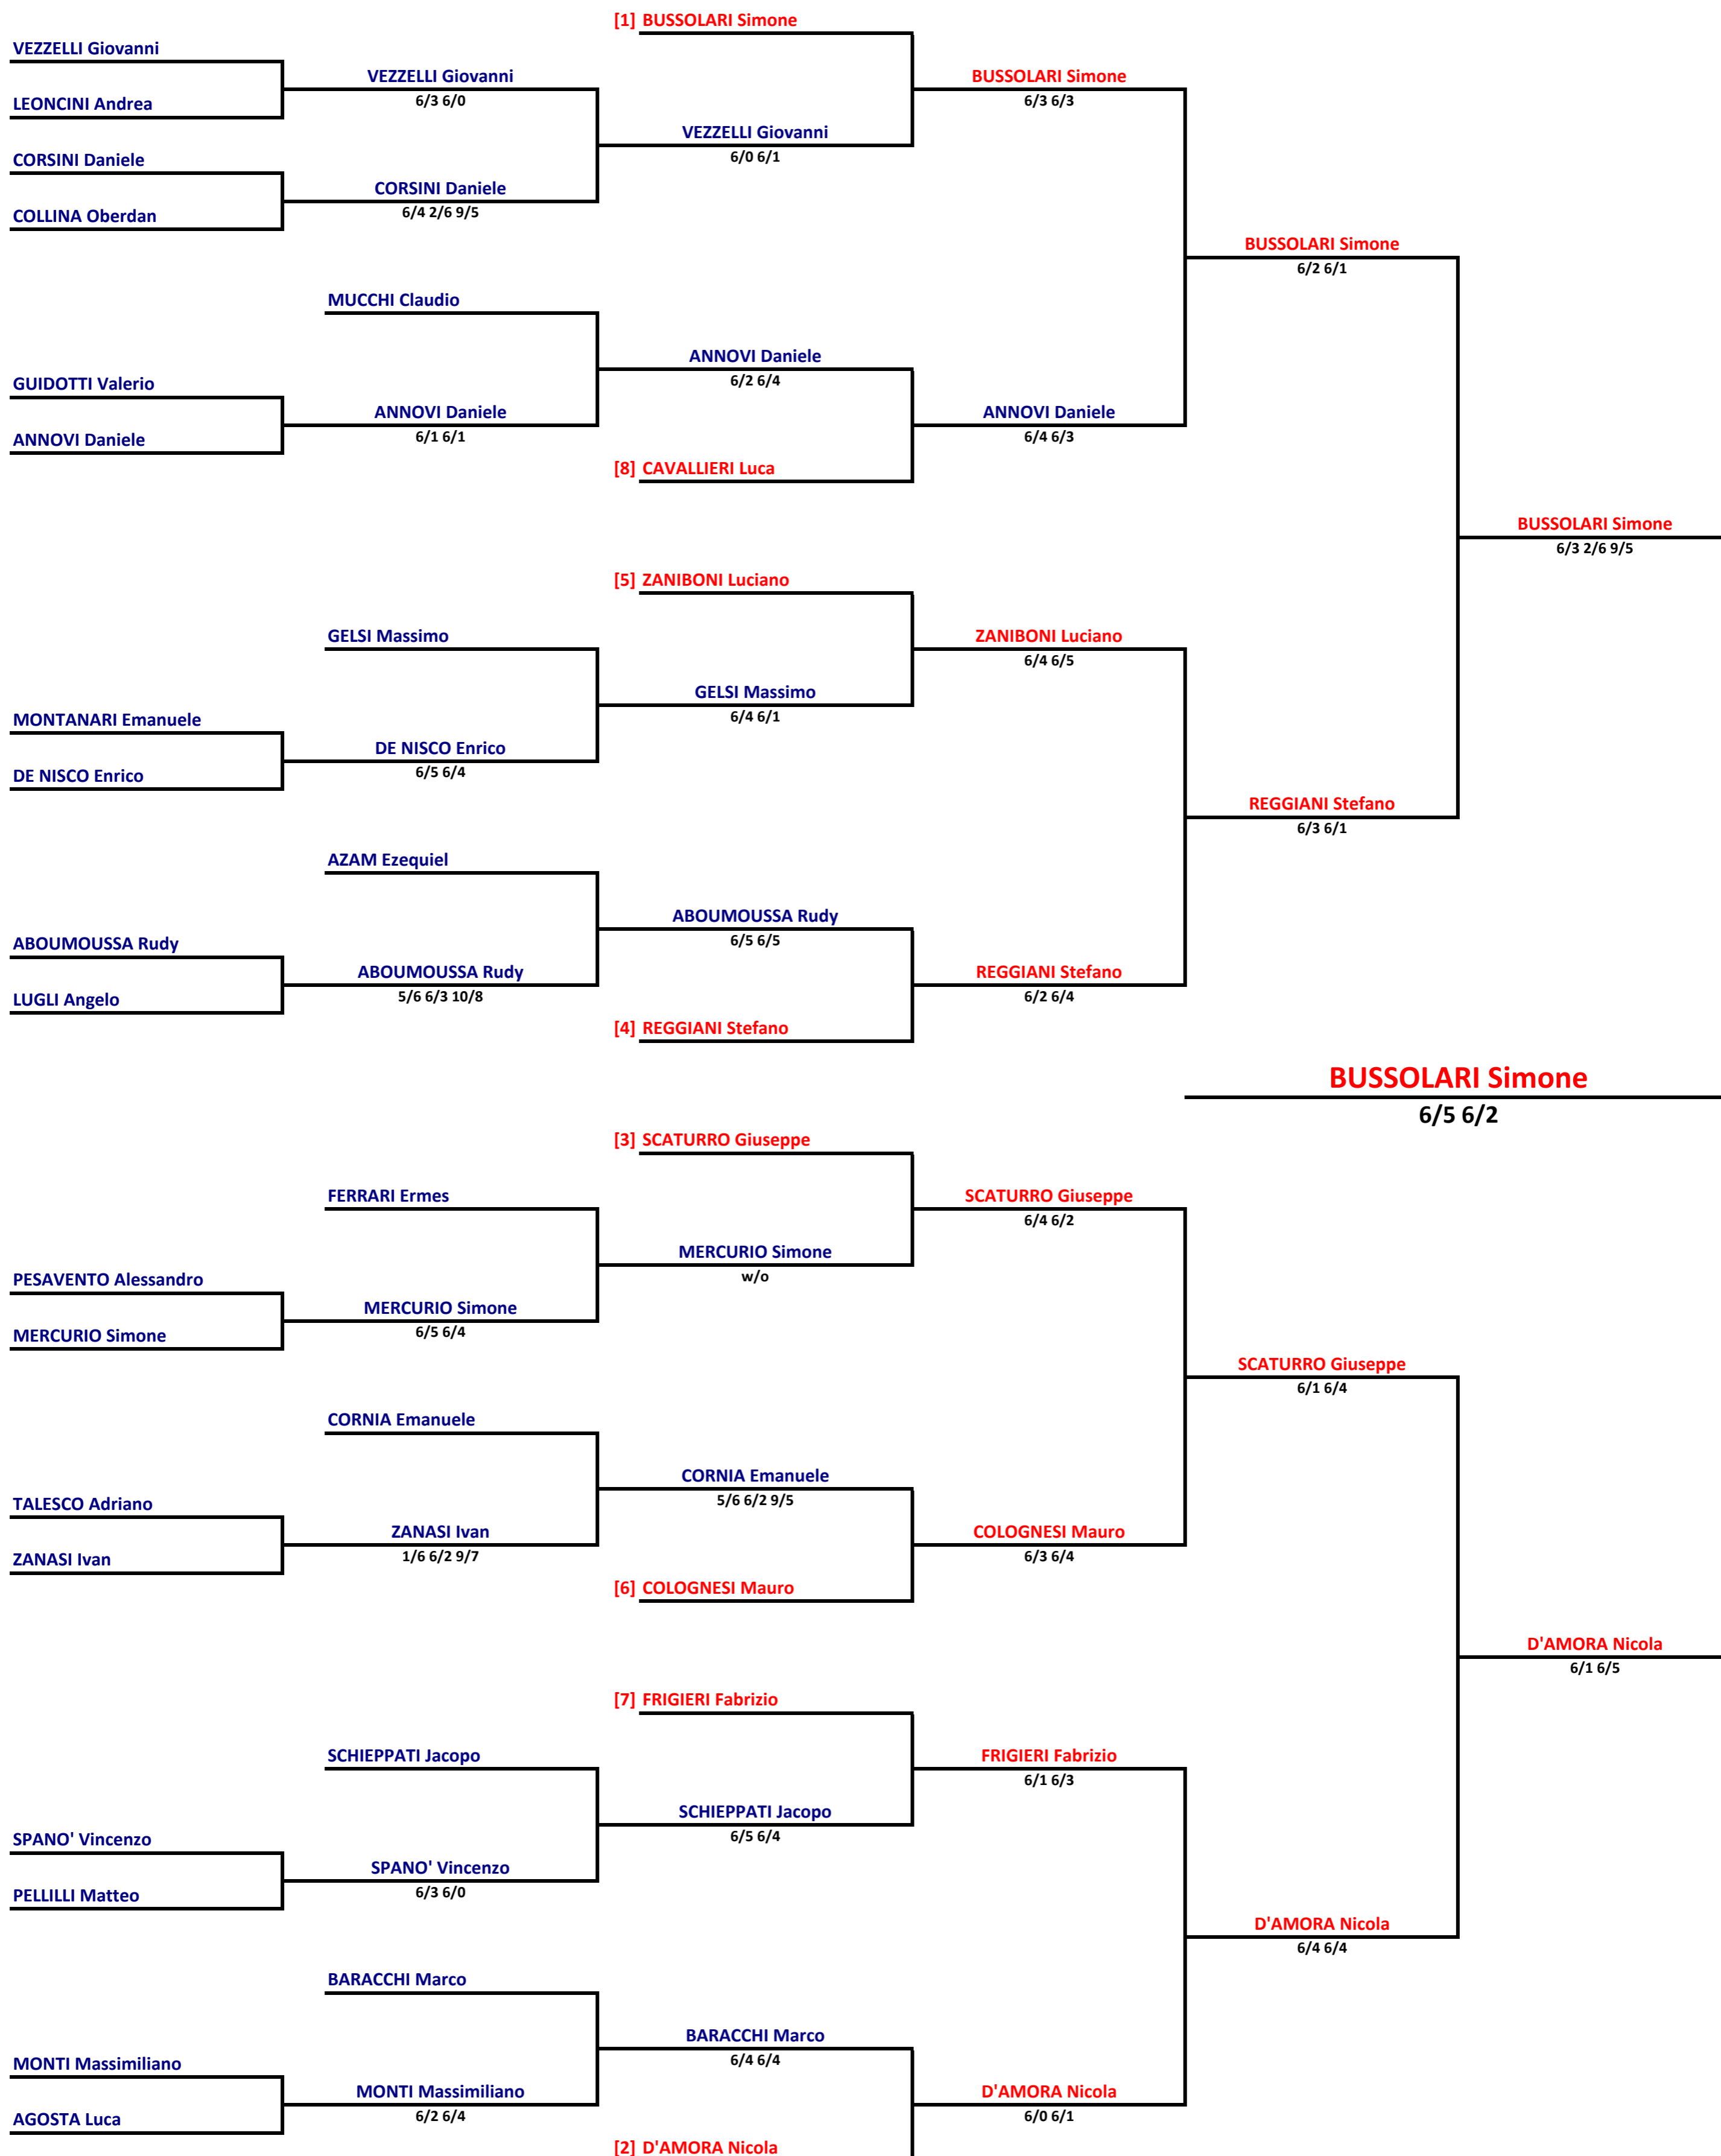 [1] BUSSOLARI Simone
VEZZELLI Giovanni
VEZZELLI Giovanni
BUSSOLARI Simone
6/3 6/0
6/3 6/3
LEONCINI Andrea
VEZZELLI Giovanni
6/0 6/1
CORSINI Daniele
CORSINI Daniele
6/4 2/6 9/5
COLLINA Oberdan
BUSSOLARI Simone
6/2 6/1
MUCCHI Claudio
ANNOVI Daniele
6/2 6/4
GUIDOTTI Valerio
ANNOVI Daniele
ANNOVI Daniele
6/1 6/1
6/4 6/3
ANNOVI Daniele
[8] CAVALLIERI Luca
BUSSOLARI Simone
6/3 2/6 9/5
[5] ZANIBONI Luciano
GELSI Massimo
ZANIBONI Luciano
6/4 6/5
GELSI Massimo
6/4 6/1
MONTANARI Emanuele
DE NISCO Enrico
6/5 6/4
DE NISCO Enrico
REGGIANI Stefano
6/3 6/1
AZAM Ezequiel
ABOUMOUSSA Rudy
6/5 6/5
ABOUMOUSSA Rudy
ABOUMOUSSA Rudy
REGGIANI Stefano
5/6 6/3 10/8
6/2 6/4
LUGLI Angelo
[4] REGGIANI Stefano
BUSSOLARI Simone
6/5 6/2
[3] SCATURRO Giuseppe
FERRARI Ermes
SCATURRO Giuseppe
6/4 6/2
MERCURIO Simone
w/o
PESAVENTO Alessandro
MERCURIO Simone
6/5 6/4
MERCURIO Simone
SCATURRO Giuseppe
6/1 6/4
CORNIA Emanuele
CORNIA Emanuele
5/6 6/2 9/5
TALESCO Adriano
ZANASI Ivan
COLOGNESI Mauro
1/6 6/2 9/7
6/3 6/4
ZANASI Ivan
[6] COLOGNESI Mauro
D'AMORA Nicola
6/1 6/5
[7] FRIGIERI Fabrizio
SCHIEPPATI Jacopo
FRIGIERI Fabrizio
6/1 6/3
SCHIEPPATI Jacopo
6/5 6/4
SPANO' Vincenzo
SPANO' Vincenzo
6/3 6/0
PELLILLI Matteo
D'AMORA Nicola
6/4 6/4
BARACCHI Marco
BARACCHI Marco
6/4 6/4
MONTI Massimiliano
MONTI Massimiliano
D'AMORA Nicola
6/2 6/4
6/0 6/1
AGOSTA Luca
[2] D'AMORA Nicola